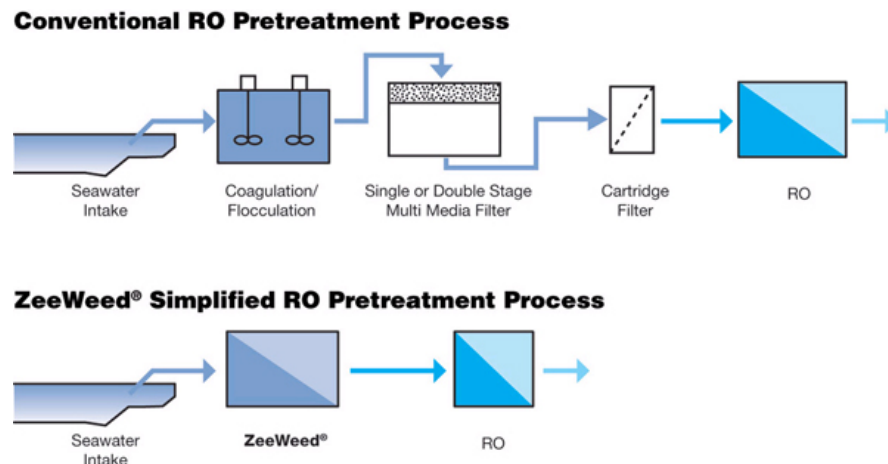 Conventional RO Pretreatment Process
Seawater
Intake
Coagulation/
Flocculation
Single or Double Stage
Multi Media Filter
Cartridge
Filter
RO
ZeeWeed® Simplified RO Pretreatment Process
Seawater
Intake
ZeeWeed®
RO